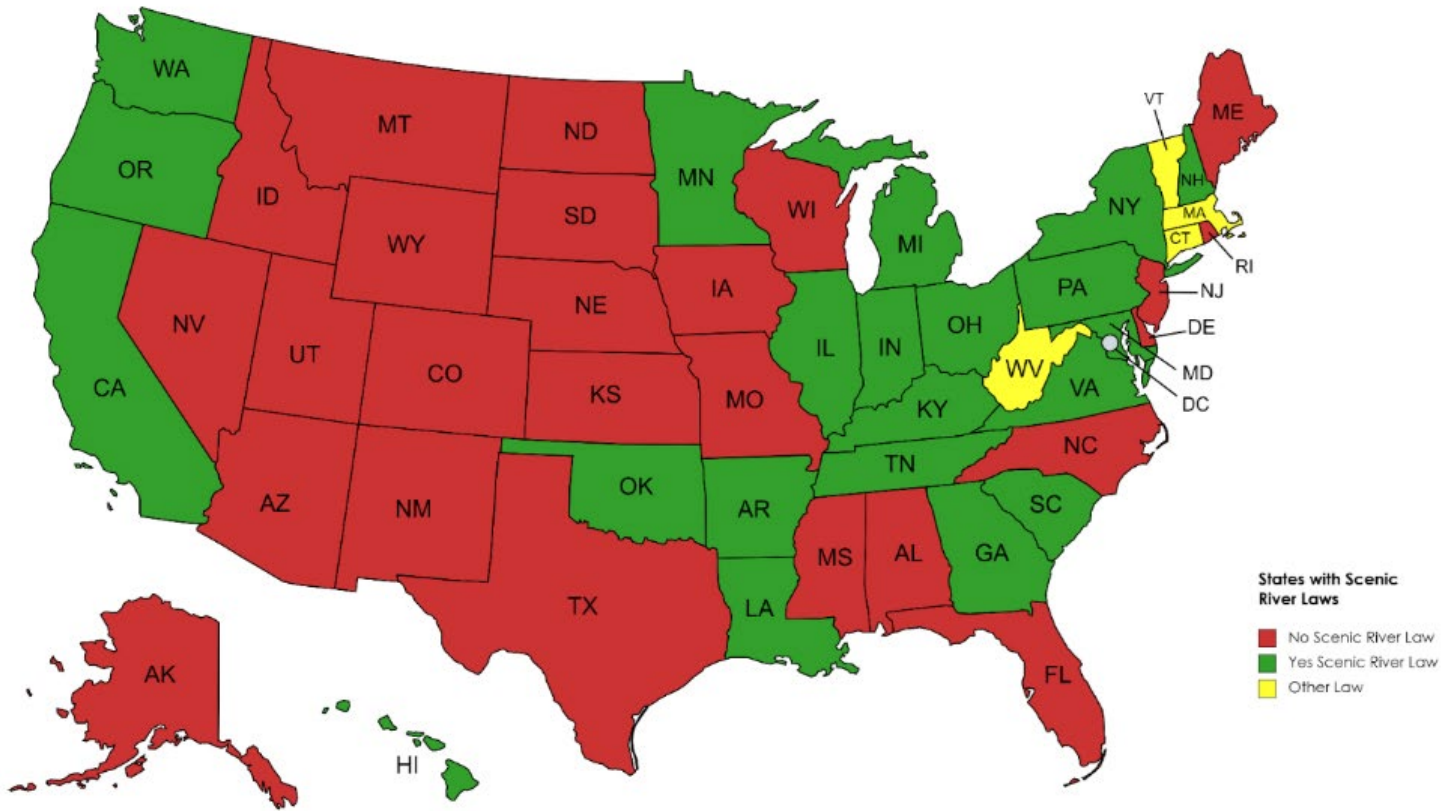 WA
MT
ND
OR
ID
SD
WY
MN
WI
MI
VT
ME
NH
NY
MA
CT
RI
NV
UT
CO
NE
IA
IL
IN
OH
PA
NJ
DE
MD
DC
CA
KS
MO
KY
WV
VA
AZ
NM
OK
AR
TN
NC
SC
TX
LA
MS
AL
GA
FL
AK
HI
States with Scenic
River Laws
No Scenic River Law
Yes Scenic River Law
Other Law